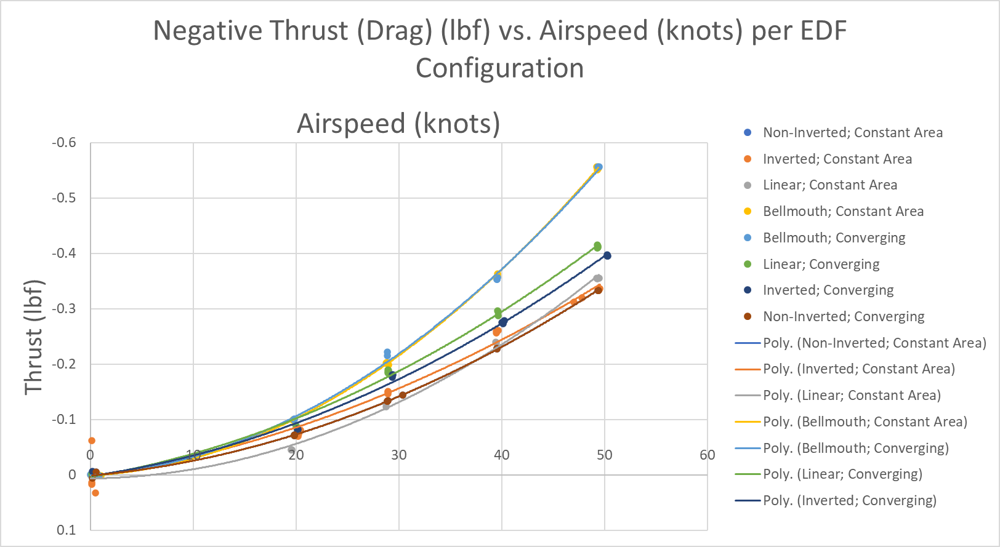 Negative Thrust (Drag) (lbf) vs. Airspeed (knots) per EDF
Configuration
Airspeed (knots)
Thrust (lbf)
-0.6
-0.5
-0.4
-0.3
-0.2
-0.1
0
0.1
0
10
20
30
40
50
60
Non-Inverted; Constant Area
Inverted; Constant Area
Linear; Constant Area
Bellmouth; Constant Area
Bellmouth; Converging
Linear; Converging
Inverted; Converging
Non-Inverted; Converging
Poly. (Non-Inverted; Constant Area)
Poly. (Inverted; Constant Area)
Poly. (Linear; Constant Area)
Poly. (Bellmouth; Constant Area)
Poly. (Bellmouth; Converging)
Poly. (Linear; Converging)
Poly. (Inverted; Converging)